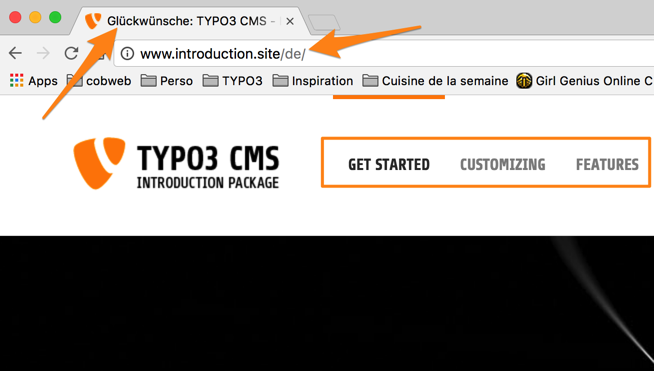 Glückwünsche: TYPO3 CMS -
www.introduction.site/de/
Apps cobweb Perso TYPO3 Inspiration Cuisine de la semaine Girl Genius Online C
TYPO3 CMS
INTRODUCTION PACKAGE
GET STARTED CUSTOMIZING FEATURES